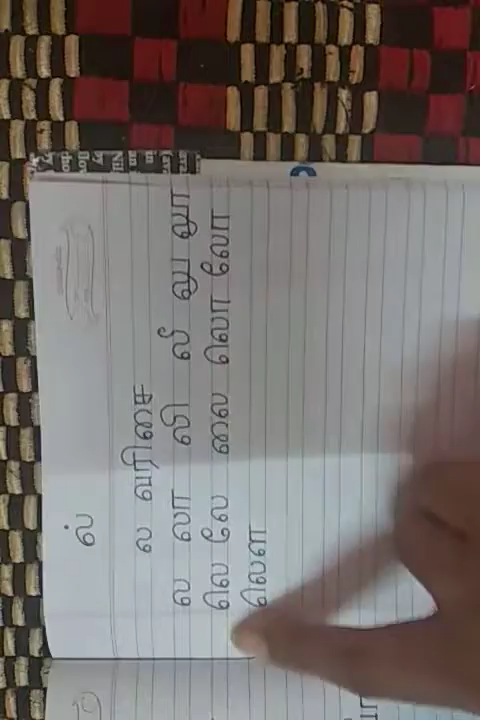 ல்
ல வரிசை
ல லா லி லீ லு லூ
லெ லே லை லொ லோ
லௌ